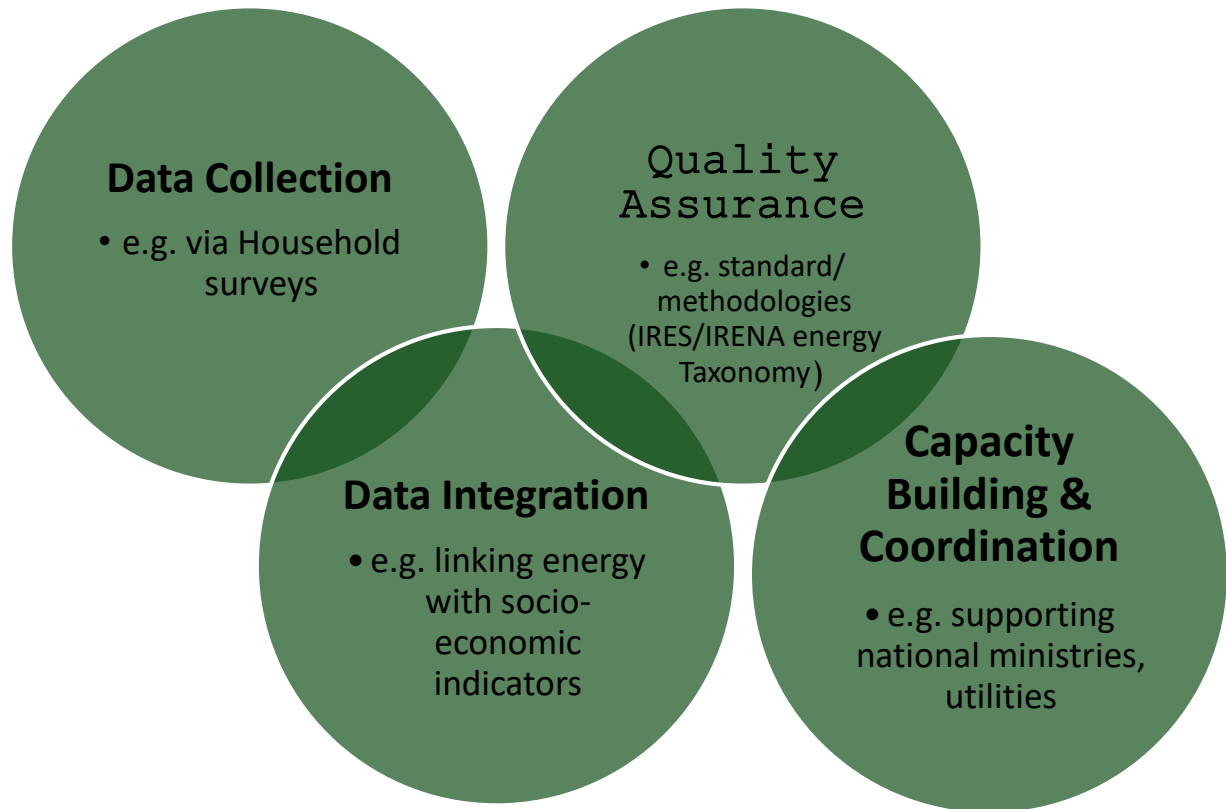 Data Collection
• e.g. via Household
surveys
Quality
Assurance
• e.g. standard/
methodologies
(IRES/IRENA energy
Taxonomy)
Data Integration
• e.g. linking energy
with socio-
economic
indicators
Capacity
Building &
Coordination
• e.g. supporting
national ministries,
utilities